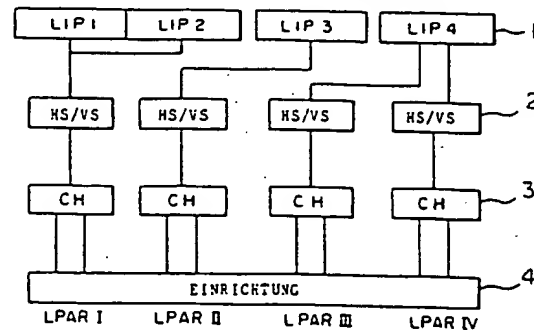 LIP 1 LIP 2 LIP 3 LIP 4 1
HS/VS HS/VS HS/VS HS/VS 2
CH CH CH CH 3
EINRICHTUNG 4
LPAR I LPAR II LPAR III LPAR IV